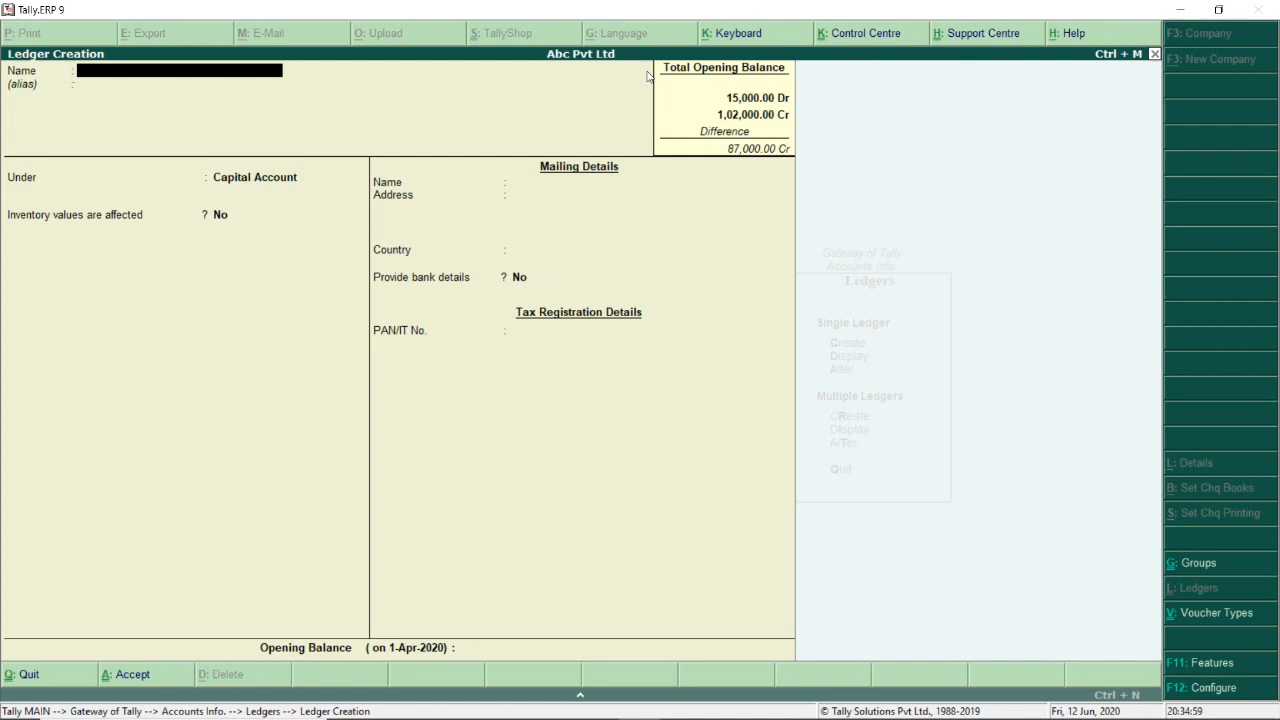 Tally.ERP 9
P: Print
E: Export
M: E-Mail
O: Upload
S: TallyShop
G: Language
K: Keyboard
K: Control Centre
H: Support Centre
H: Help
F3: Company
Ledger Creation
Abc Pvt Ltd
Ctrl + M
F3: New Company
Name :
(alias) :
Total Opening Balance
15,000.00 Dr
1,02,000.00 Cr
Difference
87,000.00 Cr
Under : Capital Account
Inventory values are affected ? No
Mailing Details
Name :
Address :
Country :
Provide bank details ? No
Tax Registration Details
PAN/IT No. :
Gateway of Tally...
Accounts Info. ...
Ledgers
Single Ledger
Create
Display
Alter
Multiple Ledgers
CReate
DIsplay
AlTer
Quit
L: Details
B: Set Chq Books
S: Set Chq Printing
G: Groups
L: Ledgers
V: Voucher Types
F11: Features
F12: Configure
Opening Balance ( on 1-Apr-2020) :
Q: Quit
A: Accept
D: Delete
Ctrl + N
Tally MAIN --> Gateway of Tally --> Accounts Info. --> Ledgers --> Ledger Creation
© Tally Solutions Pvt Ltd., 1988-2019
Fri, 12 Jun, 2020
20:34:59